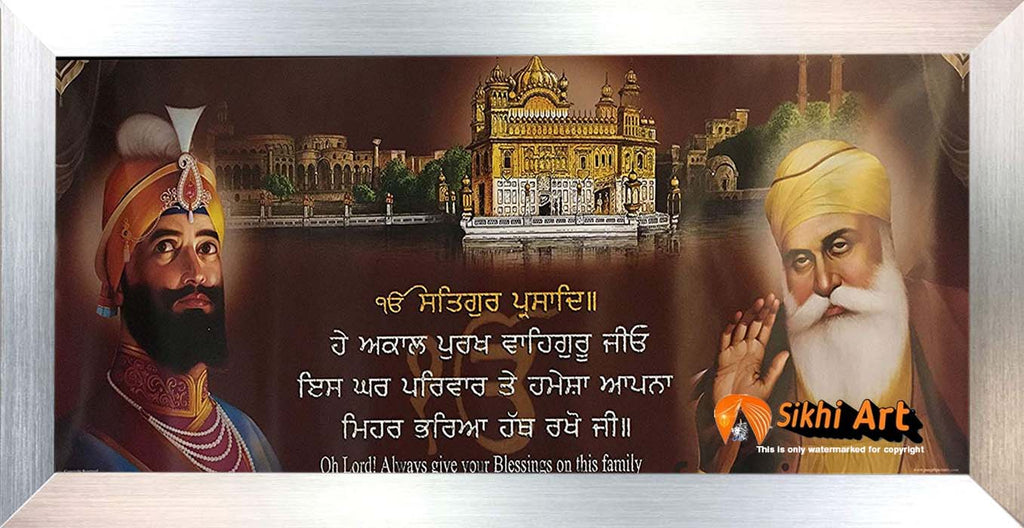 ੴ ਸਤਿਗੁਰ ਪ੍ਰਸਾਦਿ॥
ਹੇ ਅਕਾਲ ਪੁਰਖ ਵਾਹਿਗੁਰੂ ਜੀਓ
ਇਸ ਘਰ ਪਰਿਵਾਰ ਤੇ ਹਮੇਸ਼ਾ ਆਪਨਾ
ਮਿਹਰ ਭਰਿਆ ਹੱਥ ਰਖੋ ਜੀ॥
Oh Lord! Always give your Blessings on this family
Sikhi Art
This is only watermarked for copyright